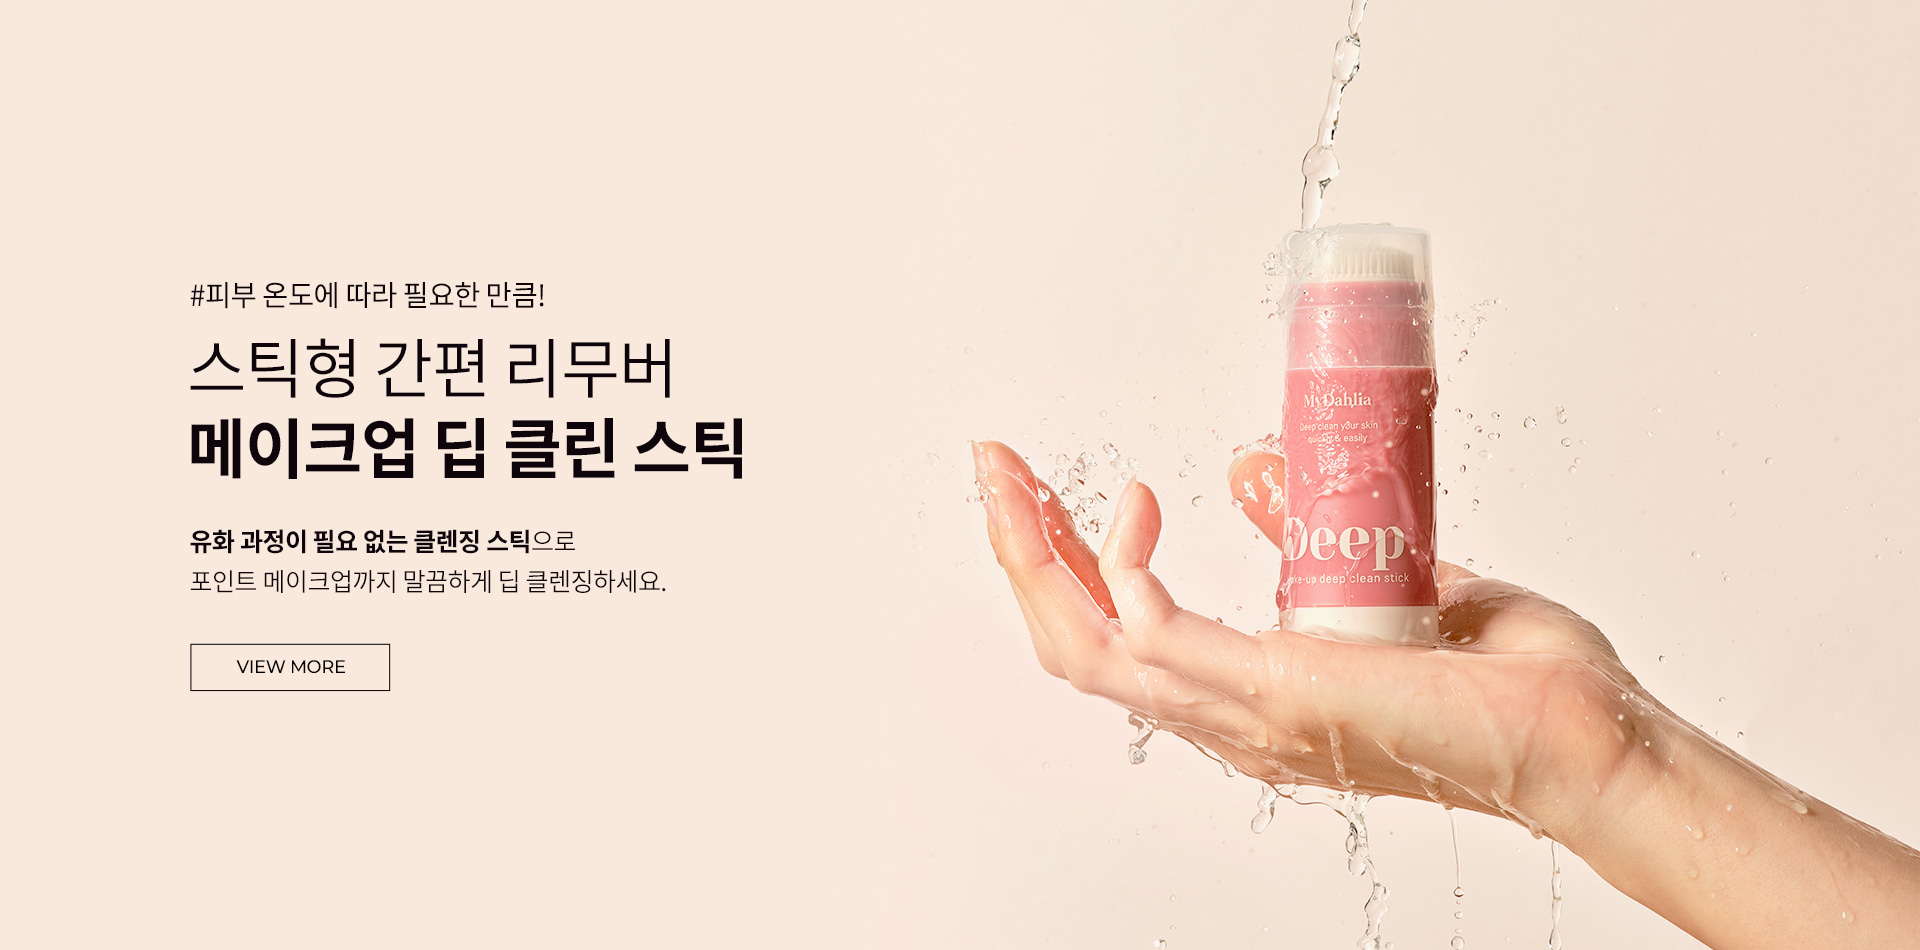 #피부 온도에 따라 필요한 만큼!
스틱형 간편 리무버
메이크업 딥 클린 스틱
유화 과정이 필요 없는 클렌징 스틱으로
포인트 메이크업까지 말끔하게 딥 클렌징하세요.
VIEW MORE
MyDahlia
Deep clean your skin
quickly & easily
Deep
ake-up deep clean stick